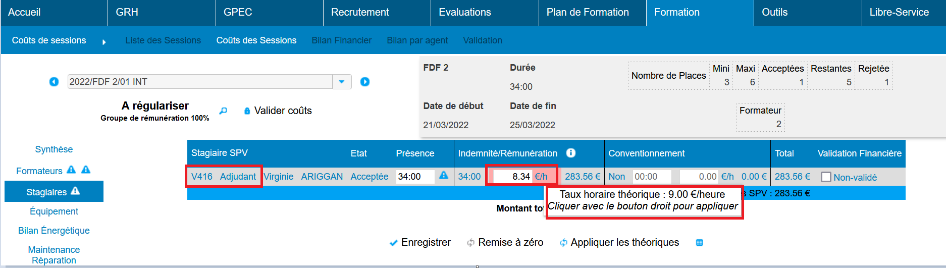 Accueil GRH GPEC Recrutement Evaluations Plan de Formation Formation Outils Libre-Service
Coûts de sessions Liste des Sessions Coûts des Sessions Bilan Financier Bilan par agent Validation
2022/FDF 2/01 INT
A régulariser
Groupe de rémunération 100%
Valider coûts
FDF 2 Durée
34:00
Date de début Date de fin
21/03/2022 25/03/2022
Nombre de Places Mini Maxi Acceptées Restantes Rejetée
3 6 1 5 1
Formateur
2
Synthèse
Formateurs
Stagiaires
Équipement
Bilan Énergétique
Maintenance
Réparation
Stagiaire SPV Etat Présence Indemnité/Rémunération Conventionnement Total Validation Financière
V416 Adjudant Virginie ARIGGAN Acceptée 34:00 34:00 8.34 €/h 283.56 € Non 00:00 0.00 €/h 0.00 € 283.56 € Non-validé
SPV : 283.56 €
Montant to
Taux horaire théorique : 9.00 €/heure
Cliquer avec le bouton droit pour appliquer
Enregistrer Remise à zéro Appliquer les théoriques